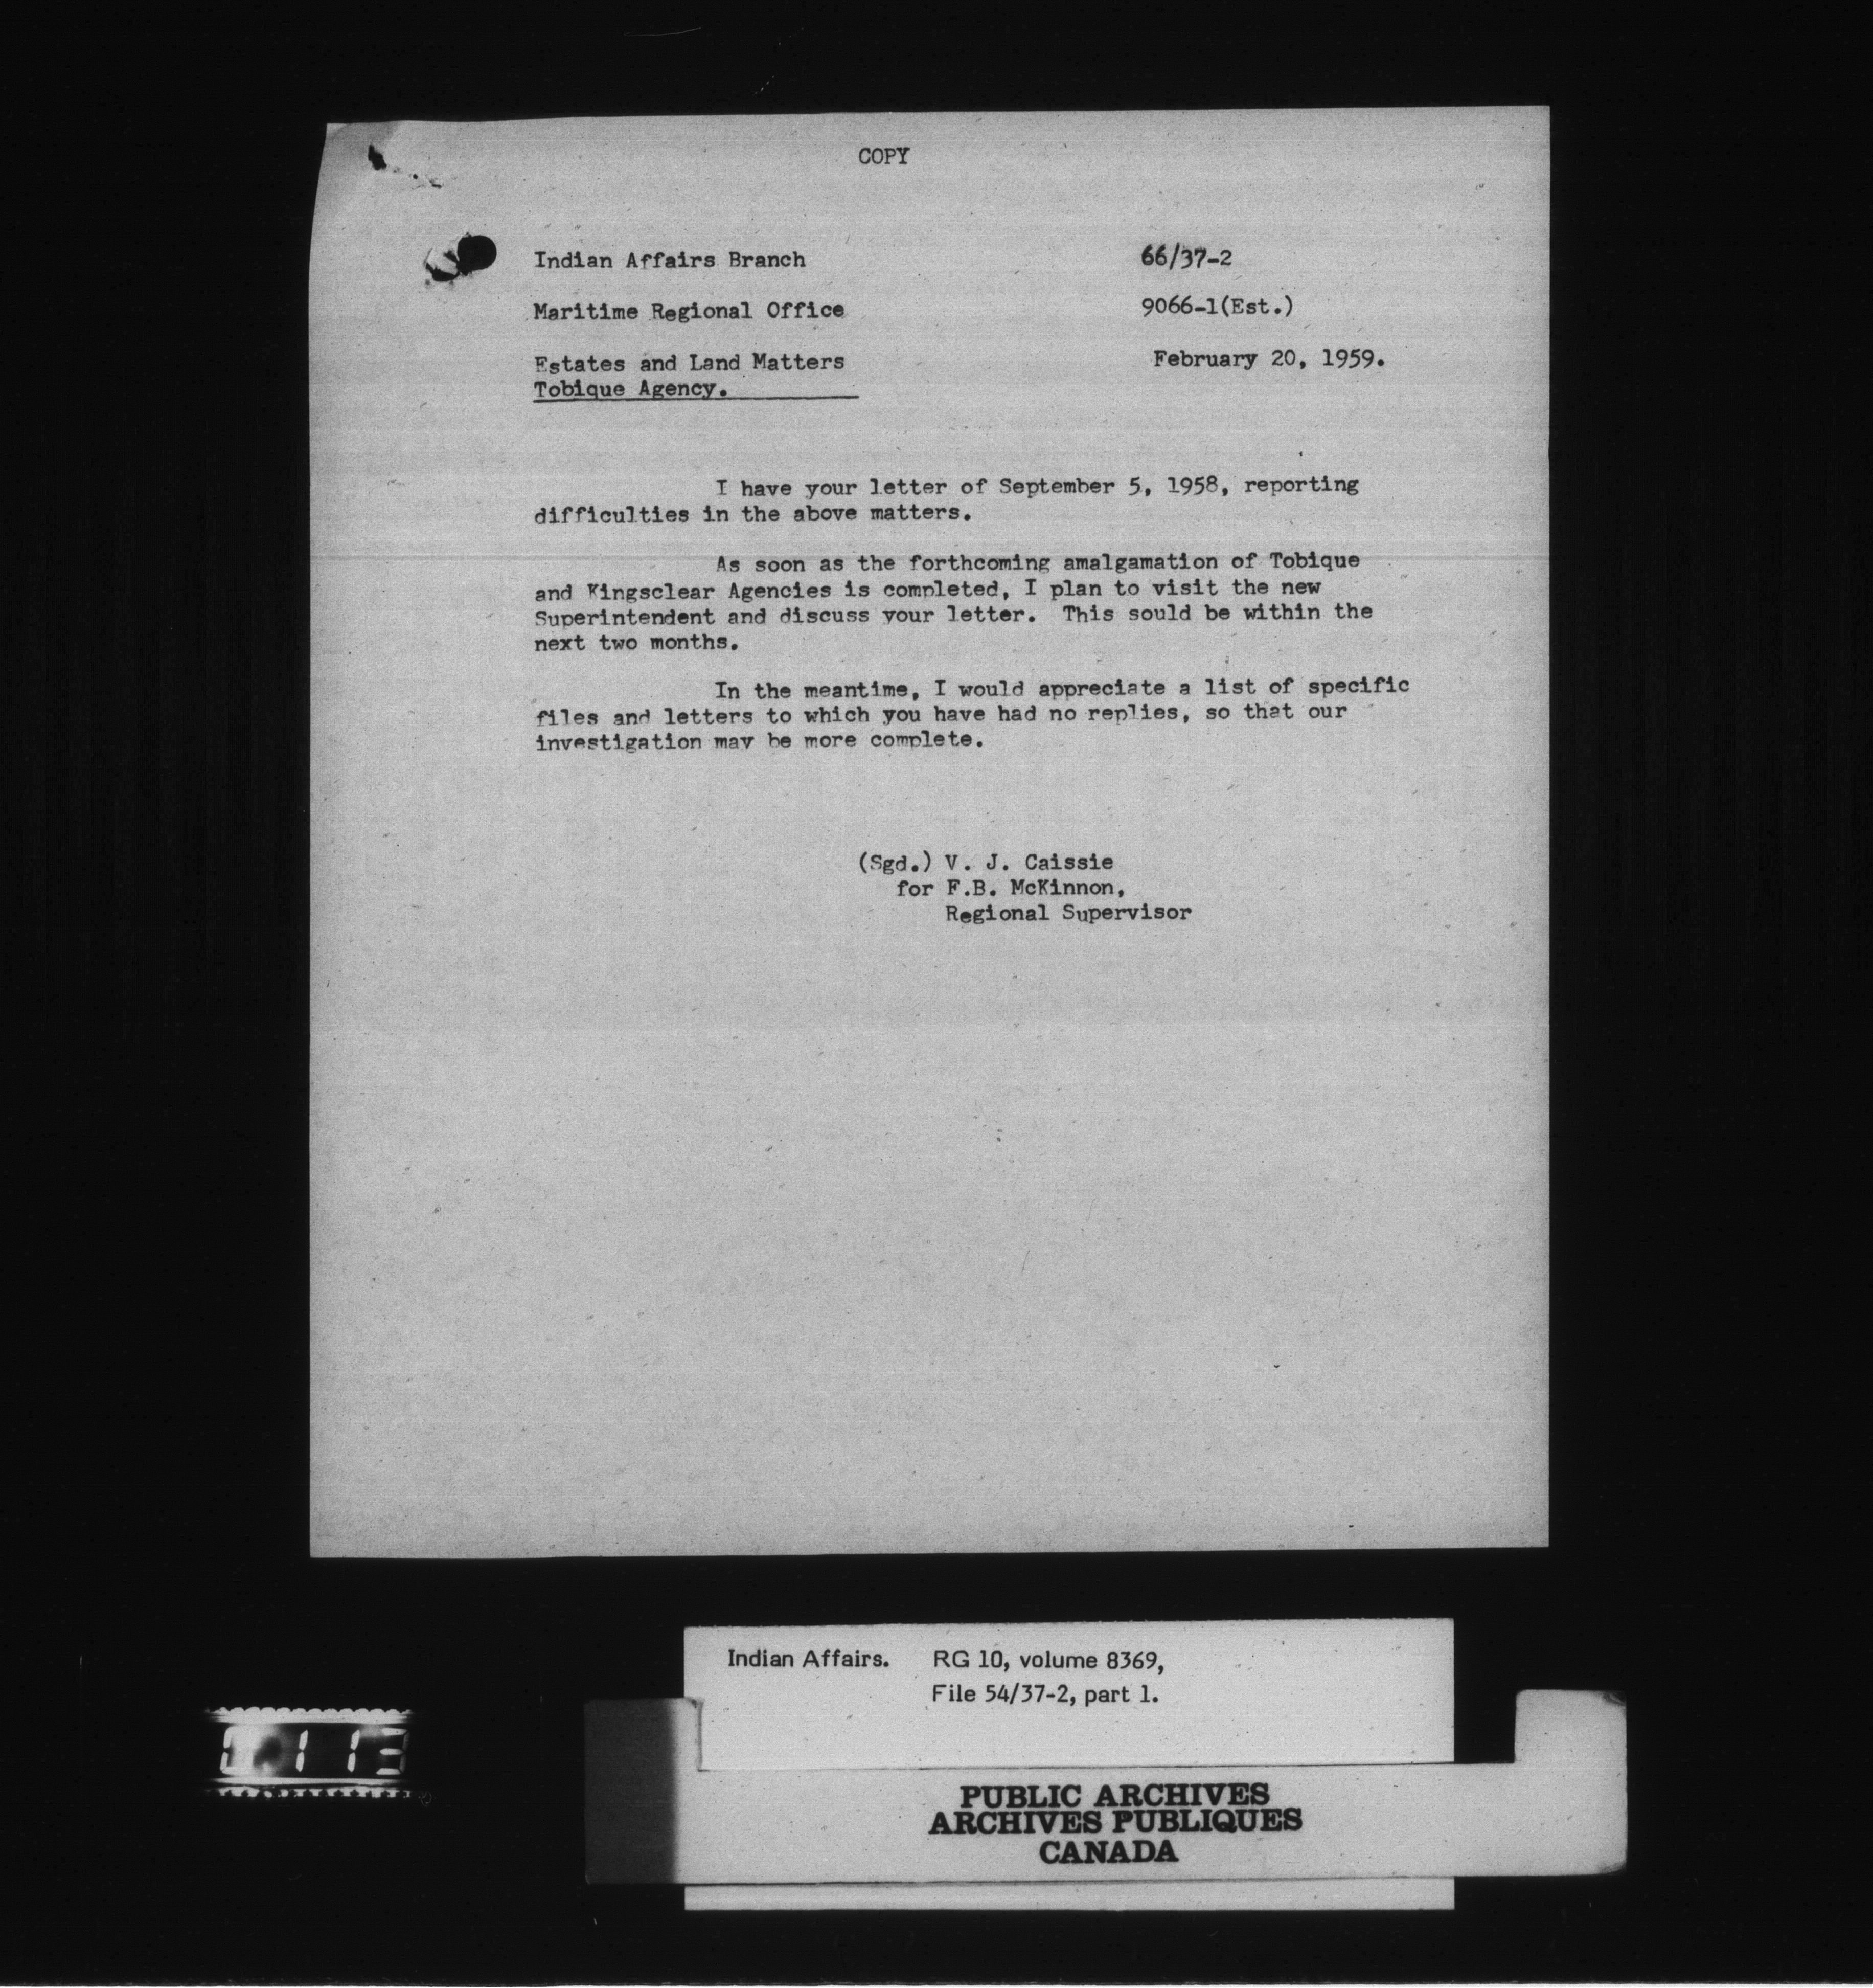 COPY
Indian Affairs Branch 66/37-2
Maritime Regional Office 9066-1(Est.)
Estates and Land Matters February 20, 1959.
Tobique Agency.
I have your letter of September 5, 1958, reporting
difficulties in the above matters.
As soon as the forthcoming amalgamation of Tobique
and Kingsclear Agencies is completed, I plan to visit the new
Superintendent and discuss your letter. This sould be within the
next two months.
In the meantime, I would appreciate a list of specific
files and letters to which you have had no replies, so that our
investigation may be more complete.
(Sgd.) V. J. Caissie
for F.B. McKinnon,
Regional Supervisor
Indian Affairs. RG 10, volume 8369,
File 54/37-2, part 1.
PUBLIC ARCHIVES
ARCHIVES PUBLIQUES
CANADA